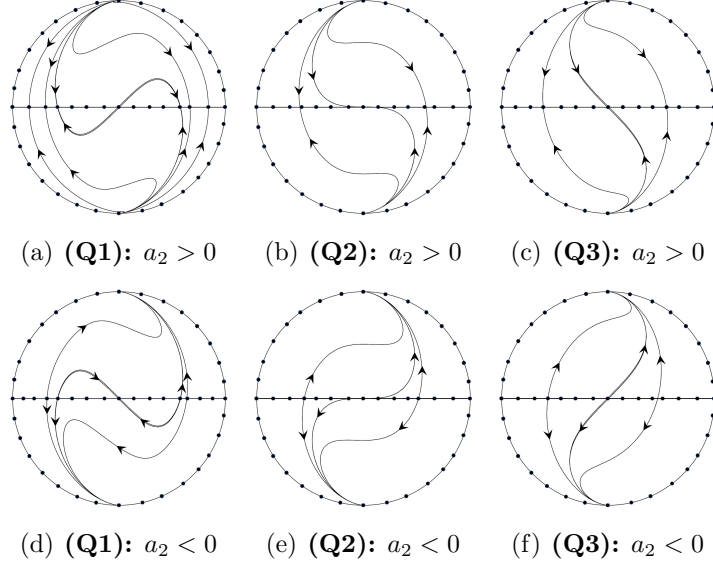 (a) (Q1): a₂ > 0 (b) (Q2): a₂ > 0 (c) (Q3): a₂ > 0
(d) (Q1): a₂ < 0 (e) (Q2): a₂ < 0 (f) (Q3): a₂ < 0